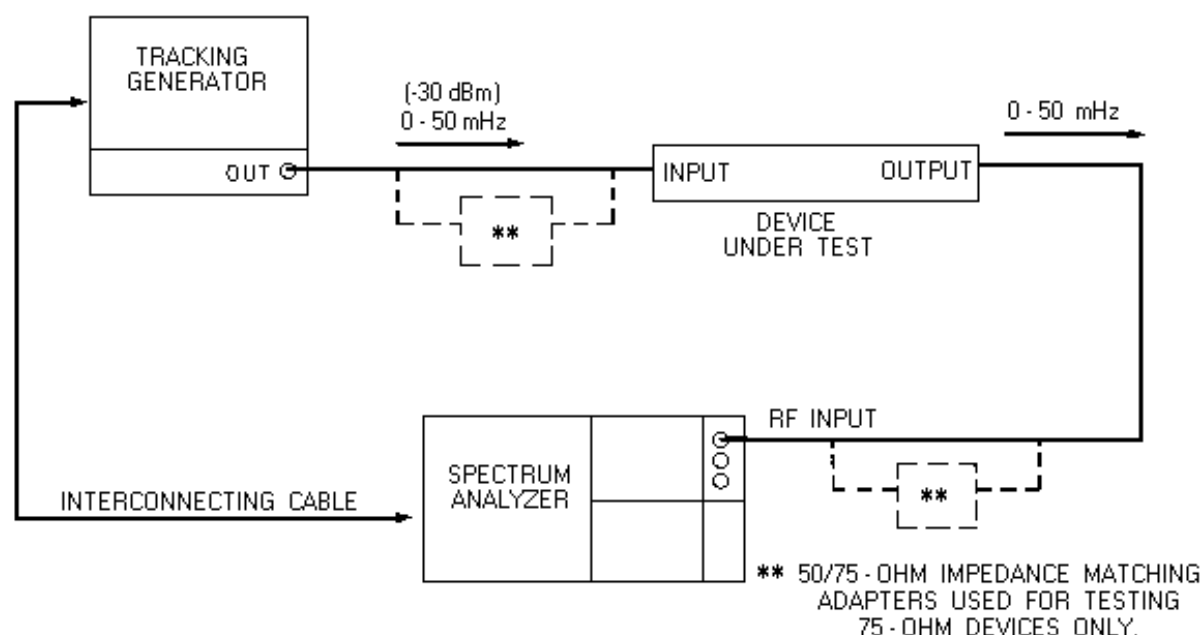 TRACKING
GENERATOR
OUT
(-30 dBm)
0 - 50 mHz
0 - 50 mHz
INPUT
OUTPUT
DEVICE
UNDER TEST
**
RF INPUT
SPECTRUM
ANALYZER
INTERCONNECTING CABLE
**
** 50/75 - OHM IMPEDANCE MATCHING
ADAPTERS USED FOR TESTING
75 - OHM DEVICES ONLY.